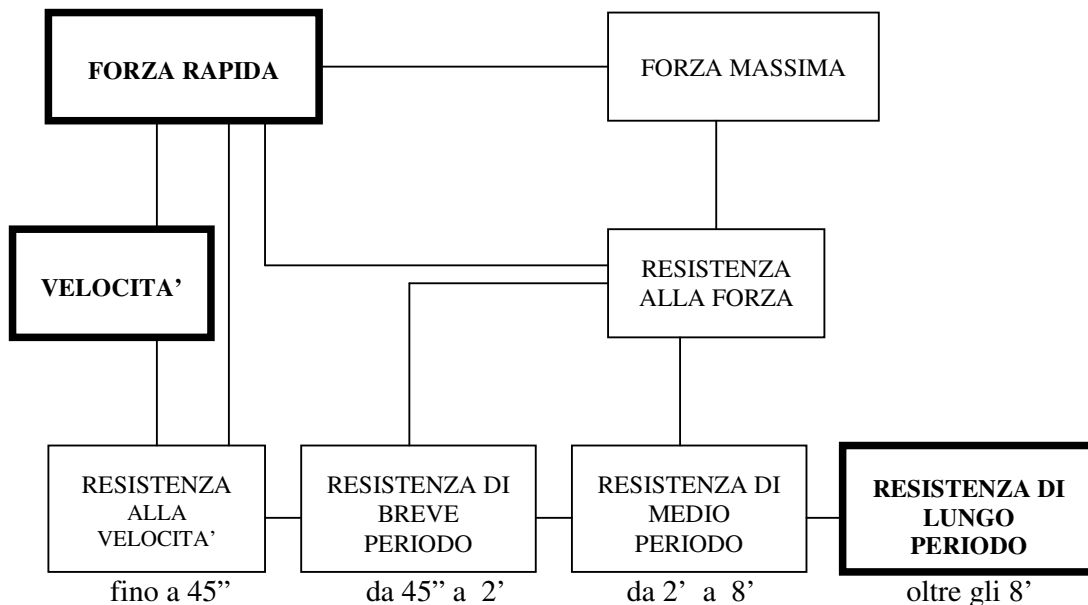 FORZA RAPIDA
FORZA MASSIMA
VELOCITA’
RESISTENZA
ALLA FORZA
RESISTENZA
ALLA
VELOCITA’
RESISTENZA DI
BREVE
PERIODO
RESISTENZA DI
MEDIO
PERIODO
RESISTENZA DI
LUNGO
PERIODO
fino a 45”
da 45” a 2’
da 2’ a 8’
oltre gli 8’